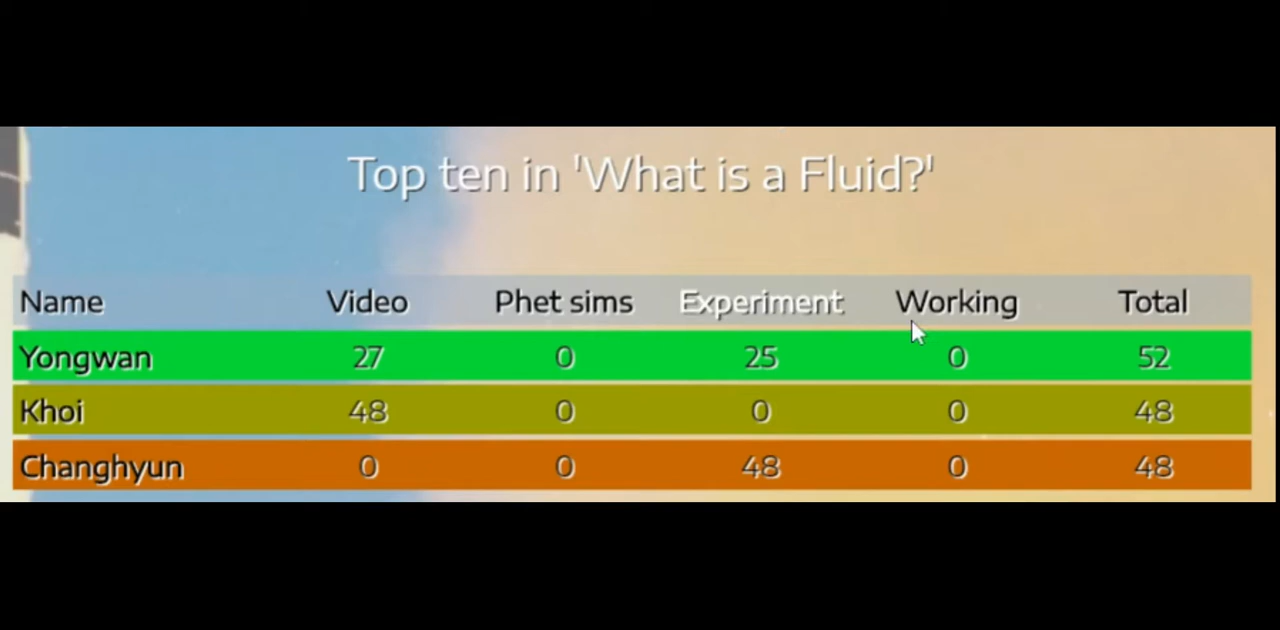 Top ten in 'What is a Fluid?'
Name Video Phet sims Experiment Working Total
Yongwan 27 0 25 0 52
Khoi 48 0 0 0 48
Changhyun 0 0 48 0 48